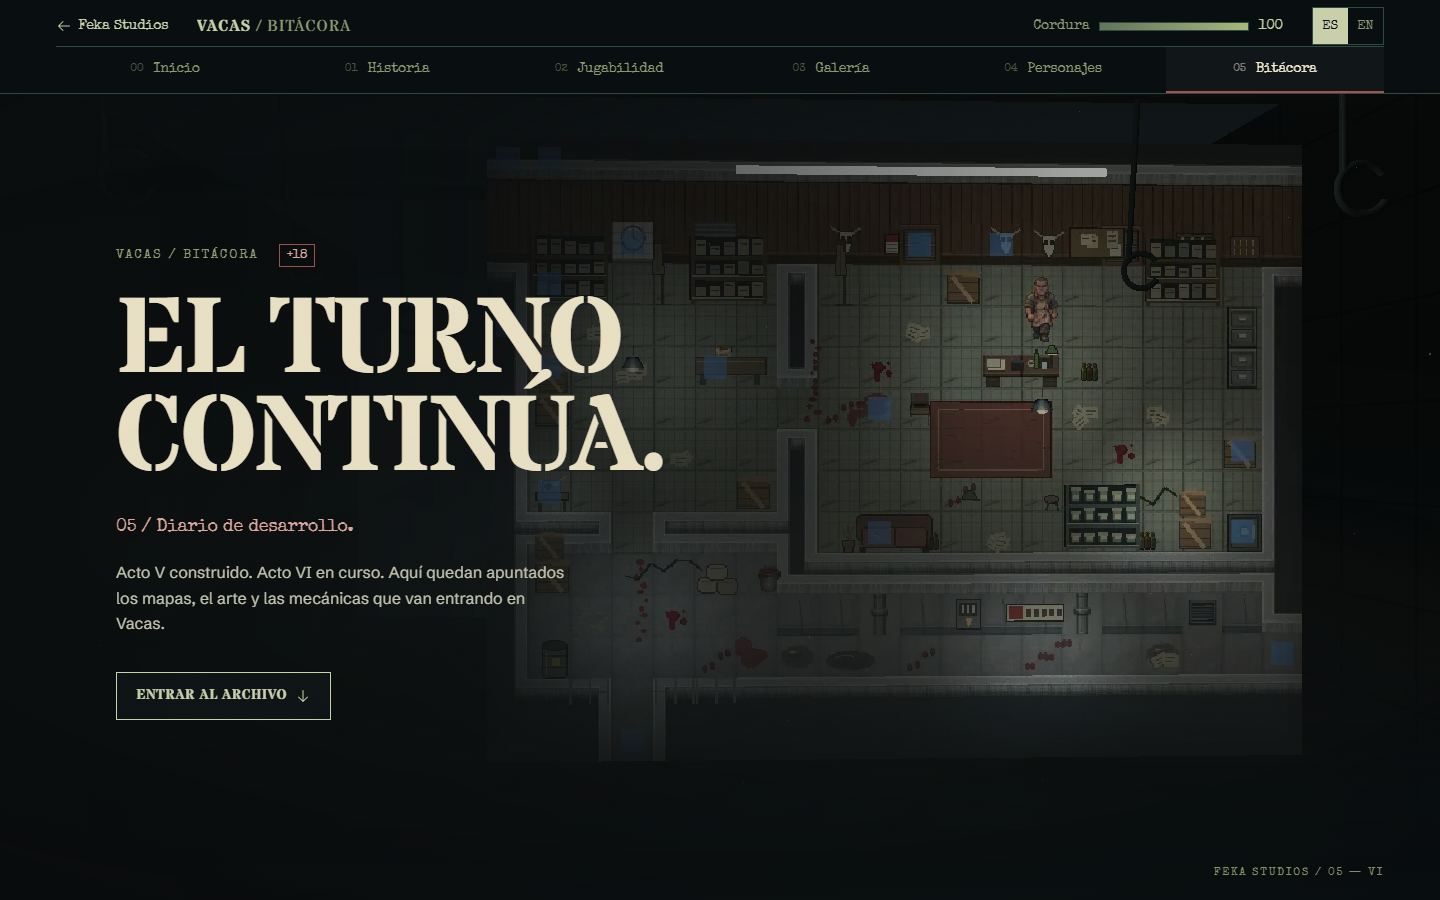 ← Feka Studios
VACAS / BITÁCORA
Cordura
100
ES
EN
00 Inicio
01 Historia
02 Jugabilidad
03 Galería
04 Personajes
05 Bitácora
VACAS / BITÁCORA
+18
EL TURNO
CONTINÚA.
05 / Diario de desarrollo.
Acto V construido. Acto VI en curso. Aquí quedan apuntados
los mapas, el arte y las mecánicas que van entrando en
Vacas.
ENTRAR AL ARCHIVO ↓
FEKA STUDIOS / 05 — VI